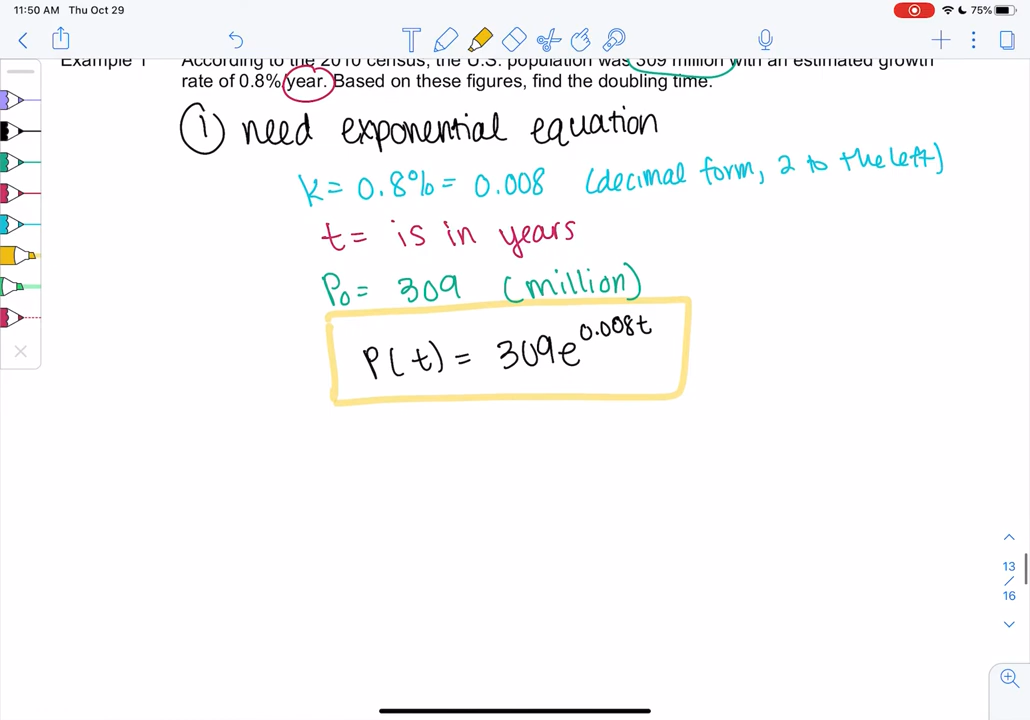 11:50 AM Thu Oct 29
75%
Example 1 According to the 2010 census, the U.S. population was 309 million with an estimated growth
rate of 0.8%/year. Based on these figures, find the doubling time.
① need exponential equation
k = 0.8% = 0.008 (decimal form, 2 to the left)
t = is in years
P₀ = 309 (million)
P(t) = 309e^0.008t
13
/
16